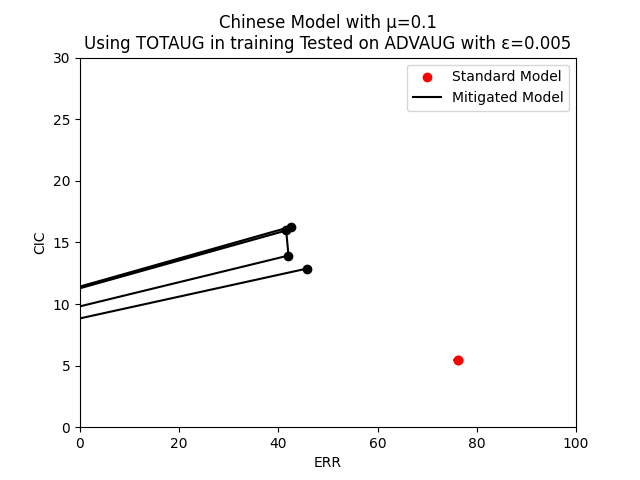 Chinese Model with μ=0.1
Using TOTAUG in training Tested on ADVAUG with ε=0.005
30
25
20
15
10
5
0
CIC
Standard Model
Mitigated Model
0 20 40 60 80 100
ERR